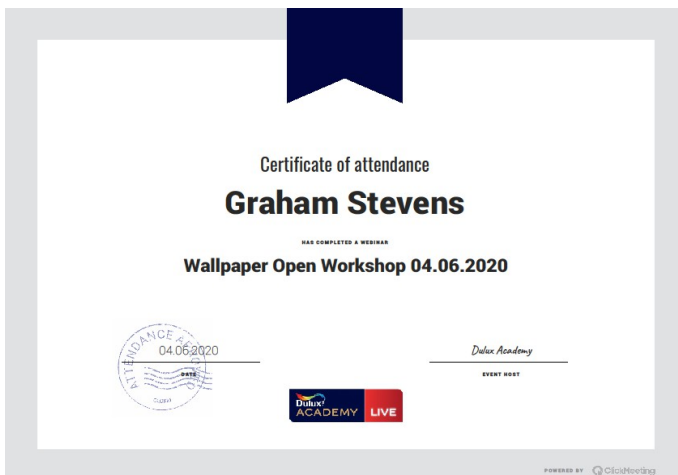 Certificate of attendance
Graham Stevens
HAS COMPLETED A WEBINAR
Wallpaper Open Workshop 04.06.2020
ATTENDANCE APPROVED
04.06.2020
DATE
Dulux Academy
EVENT HOST
Dulux
ACADEMY LIVE
POWERED BY ClickMeeting